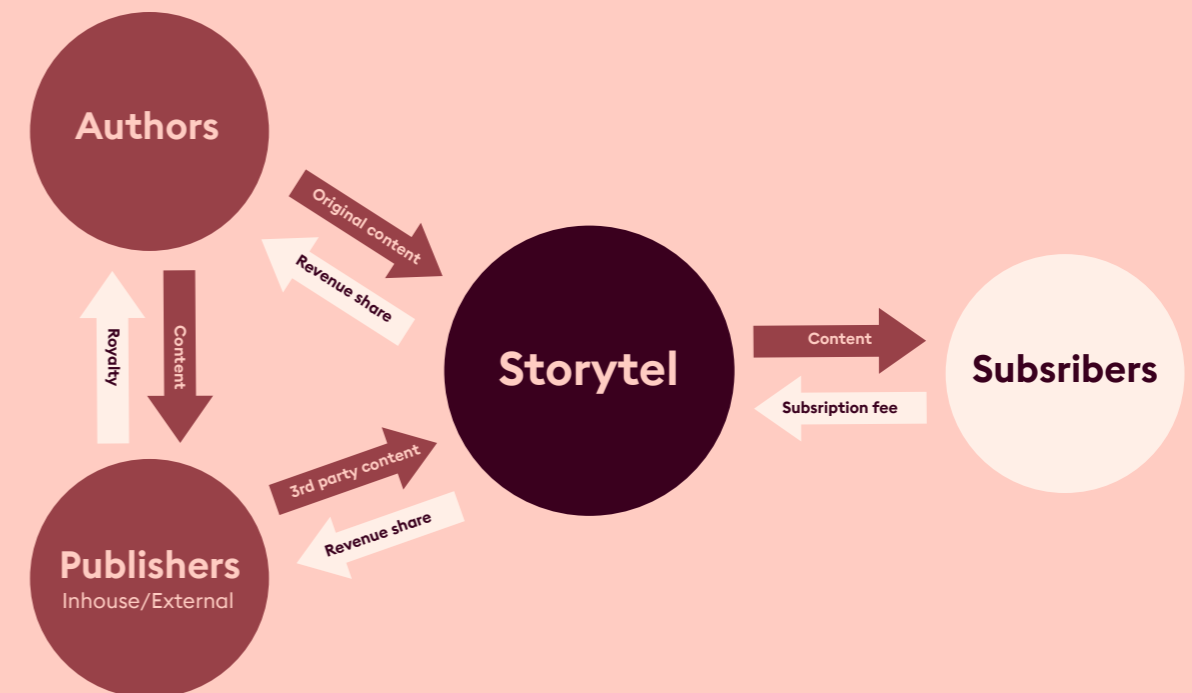 Authors
Original content
Revenue share
Royalty
Content
Storytel
Content
Subsribers
Subsription fee
3rd party content
Revenue share
Publishers
Inhouse/External